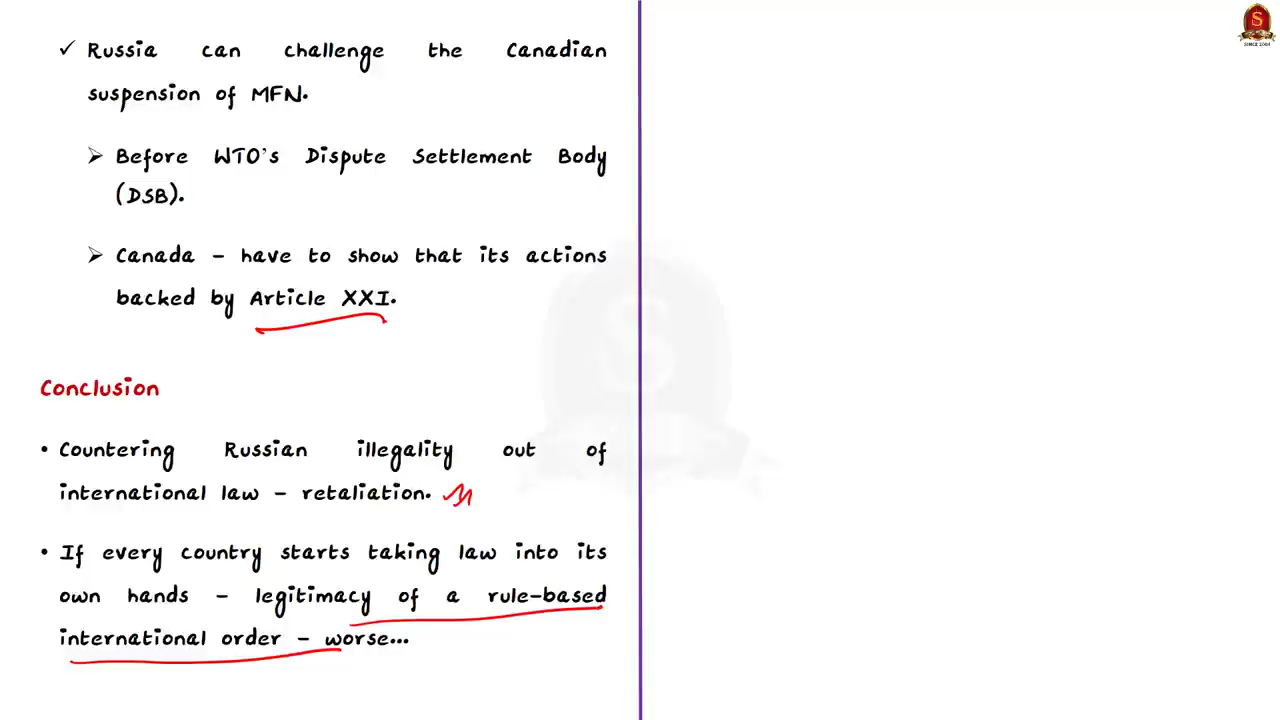 ✓ Russia can challenge the Canadian
suspension of MFN.
➢ Before WTO's Dispute Settlement Body
(DSB).
➢ Canada – have to show that its actions
backed by Article XXI.
Conclusion
• Countering Russian illegality out of
international law – retaliation.
• If every country starts taking law into its
own hands – legitimacy of a rule-based
international order – worse...
S
SINCE 2004